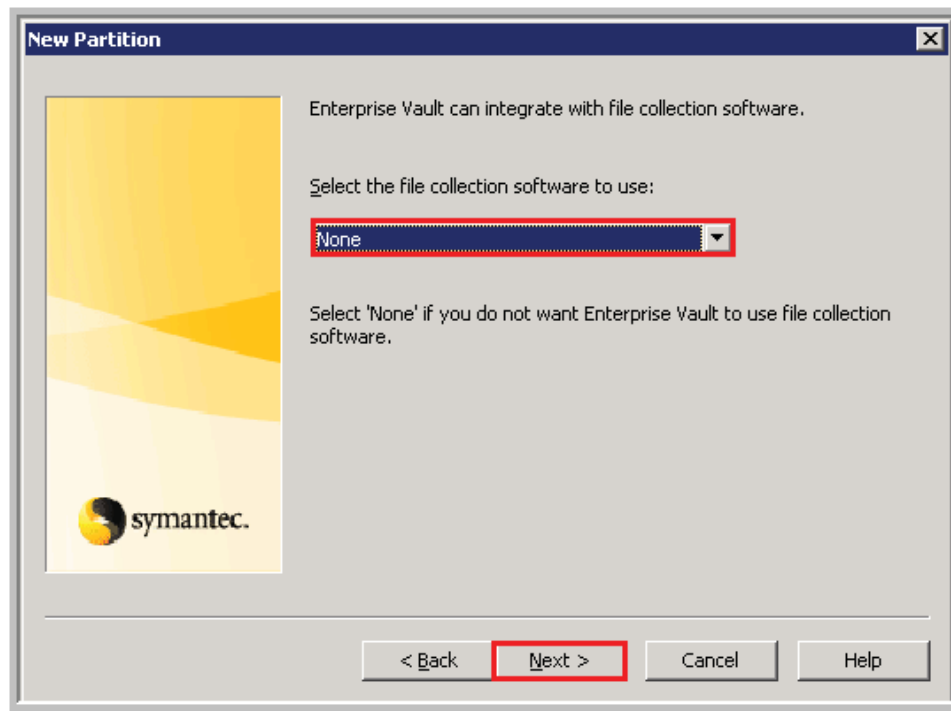 New Partition
Enterprise Vault can integrate with file collection software.
Select the file collection software to use:
None
Select 'None' if you do not want Enterprise Vault to use file collection
software.
symantec.
< Back
Next >
Cancel
Help